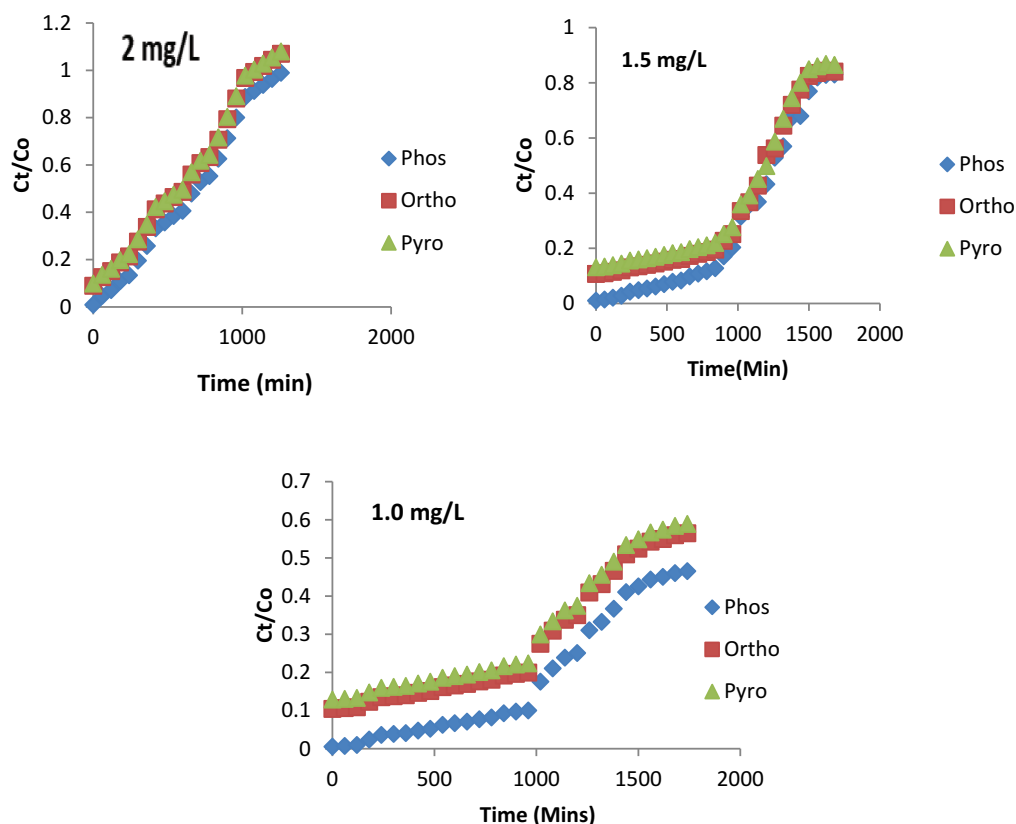 2 mg/L
1.2
1
0.8
0.6
0.4
0.2
0
Ct/Co
0 1000 2000
Time (min)
Phos
Ortho
Pyro
1.5 mg/L
1
0.8
0.6
0.4
0.2
0
Ct/Co
0 500 1000 1500 2000
Time(Min)
Phos
Ortho
Pyro
1.0 mg/L
0.7
0.6
0.5
0.4
0.3
0.2
0.1
0
Ct/Co
0 500 1000 1500 2000
Time (Mins)
Phos
Ortho
Pyro